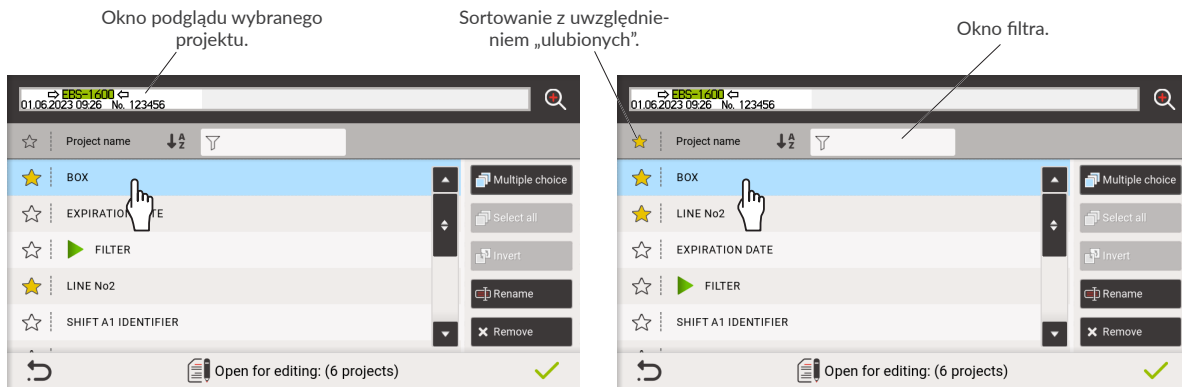 Okno podglądu wybranego
projektu.
Sortowanie z uwzględnie-
niem „ulubionych”.
Okno filtra.
⇨ EBS-1600 ⇦
01.06.2023 09:26 No. 123456
Project name
A
Z
BOX
EXPIRATION DATE
FILTER
LINE No2
SHIFT A1 IDENTIFIER
Multiple choice
Select all
Invert
Rename
Remove
Open for editing: (6 projects)
⇨ EBS-1600 ⇦
01.06.2023 09:26 No. 123456
Project name
A
Z
BOX
LINE No2
EXPIRATION DATE
FILTER
SHIFT A1 IDENTIFIER
Multiple choice
Select all
Invert
Rename
Remove
Open for editing: (6 projects)